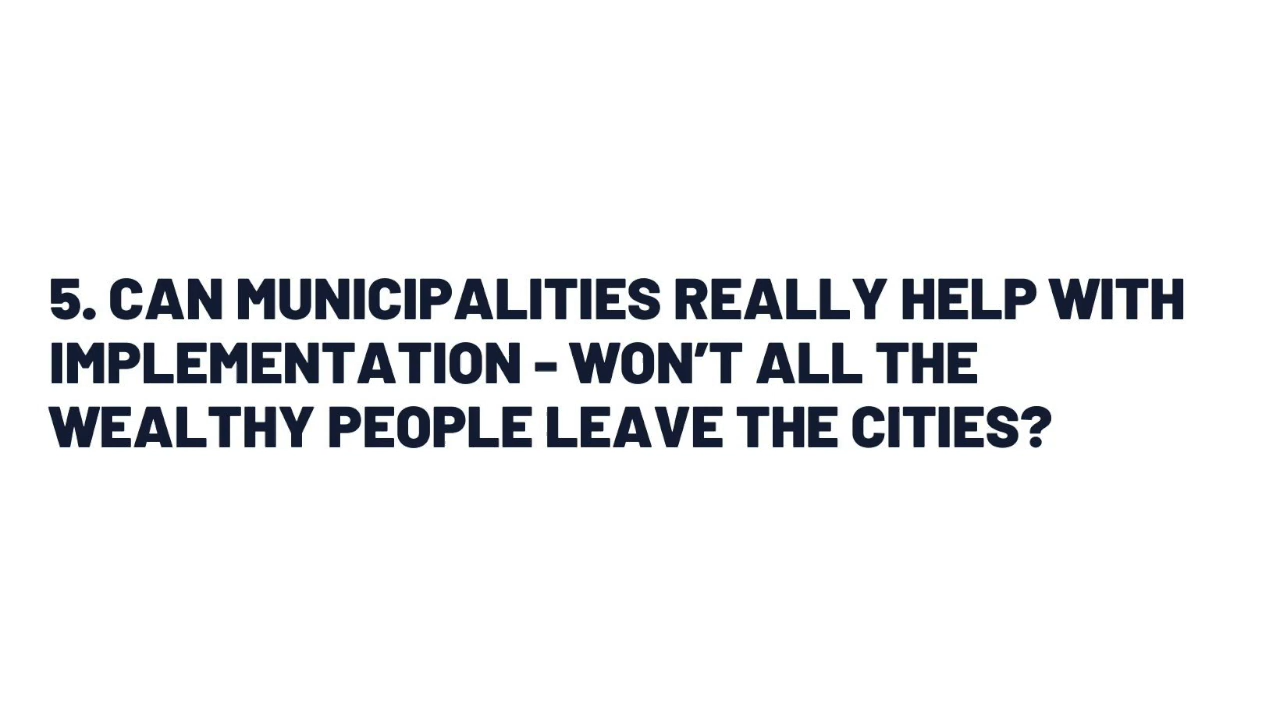 5. CAN MUNICIPALITIES REALLY HELP WITH
IMPLEMENTATION – WON’T ALL THE
WEALTHY PEOPLE LEAVE THE CITIES?